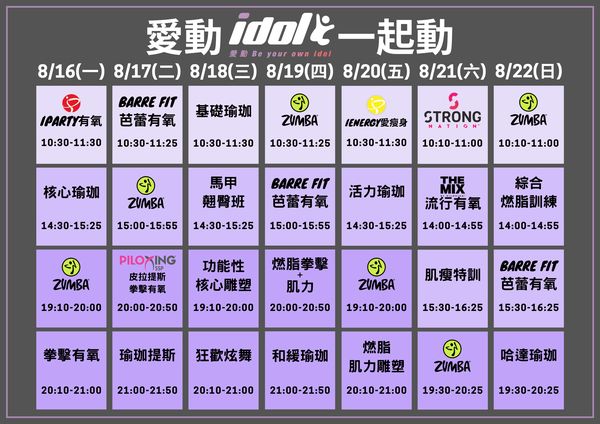 愛動 idol 一起動
愛動 Be your own idol
8/16(一) 8/17(二) 8/18(三) 8/19(四) 8/20(五) 8/21(六) 8/22(日)
IPARTY有氧
10:30-11:30
BARRE FIT
芭蕾有氧
10:30-11:25
基礎瑜珈
10:30-11:30
ZUMBA
10:30-11:25
IENERGY愛瘦身
10:30-11:30
STRONG
NATION
10:10-11:00
ZUMBA
10:10-11:00
核心瑜珈
14:30-15:25
ZUMBA
15:00-15:55
馬甲
翹臀班
14:30-15:25
BARRE FIT
芭蕾有氧
15:00-15:55
活力瑜珈
14:30-15:25
THE
MIX
流行有氧
14:00-14:55
綜合
燃脂訓練
14:00-14:55
ZUMBA
19:10-20:00
PILOXING
SSP
皮拉提斯
拳擊有氧
20:00-20:50
功能性
核心雕塑
19:10-20:00
燃脂拳擊
+
肌力
20:00-20:50
ZUMBA
19:10-20:00
肌瘦特訓
15:30-16:25
BARRE FIT
芭蕾有氧
15:30-16:25
拳擊有氧
20:10-21:00
瑜珈提斯
21:00-21:50
狂歡炫舞
20:10-21:00
和緩瑜珈
21:00-21:50
燃脂
肌力雕塑
20:10-21:00
ZUMBA
19:30-20:25
哈達瑜珈
19:30-20:25